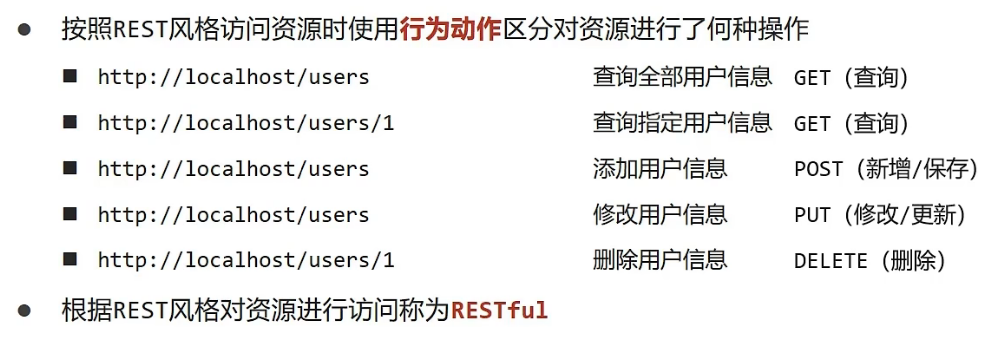 ● 按照REST风格访问资源时使用行为动作区分对资源进行了何种操作
■ http://localhost/users 查询全部用户信息 GET（查询）
■ http://localhost/users/1 查询指定用户信息 GET（查询）
■ http://localhost/users 添加用户信息 POST（新增/保存）
■ http://localhost/users 修改用户信息 PUT（修改/更新）
■ http://localhost/users/1 删除用户信息 DELETE（删除）
● 根据REST风格对资源进行访问称为RESTful